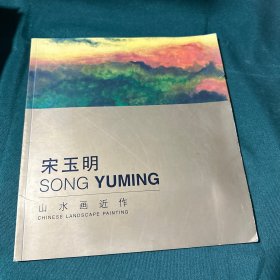 宋玉明
SONG YUMING
山水画近作
CHINESE LANDSCAPE PAINTING